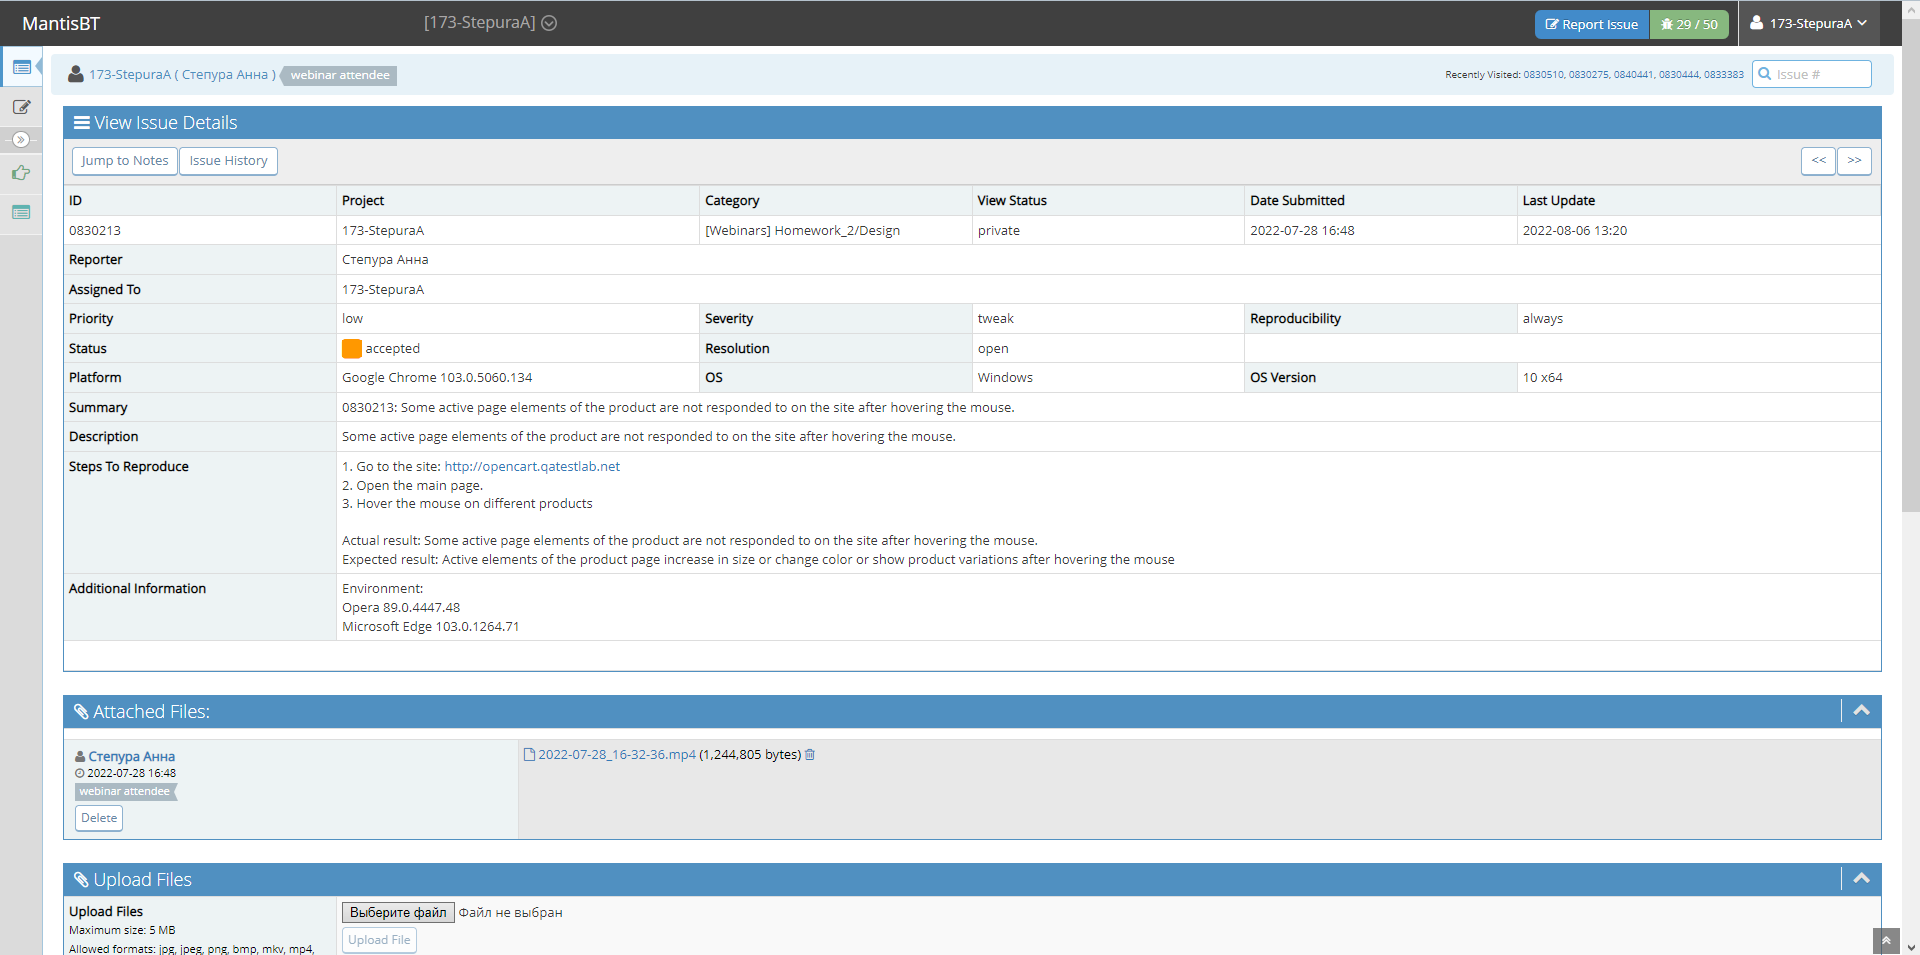 MantisBT
[173-StepuraA]
Report Issue
29 / 50
173-StepuraA
173-StepuraA ( Степура Анна )
webinar attendee
Recently Visited: 0830510, 0830275, 0840441, 0830444, 0833383
Issue #
View Issue Details
Jump to Notes
Issue History
<<
>>
ID Project Category View Status Date Submitted Last Update
0830213 173-StepuraA [Webinars] Homework_2/Design private 2022-07-28 16:48 2022-08-06 13:20
Reporter Степура Анна
Assigned To 173-StepuraA
Priority low Severity tweak Reproducibility always
Status accepted Resolution open
Platform Google Chrome 103.0.5060.134 OS Windows OS Version 10 x64
Summary 0830213: Some active page elements of the product are not responded to on the site after hovering the mouse.
Description Some active page elements of the product are not responded to on the site after hovering the mouse.
Steps To Reproduce 1. Go to the site: http://opencart.qatestlab.net
2. Open the main page.
3. Hover the mouse on different products
Actual result: Some active page elements of the product are not responded to on the site after hovering the mouse.
Expected result: Active elements of the product page increase in size or change color or show product variations after hovering the mouse
Additional Information Environment:
Opera 89.0.4447.48
Microsoft Edge 103.0.1264.71
Attached Files:
Степура Анна
2022-07-28 16:48
webinar attendee
Delete
2022-07-28_16-32-36.mp4 (1,244,805 bytes)
Upload Files
Upload Files
Maximum size: 5 MB
Allowed formats: jpg, jpeg, png, bmp, mkv, mp4,
Выберите файл Файл не выбран
Upload File